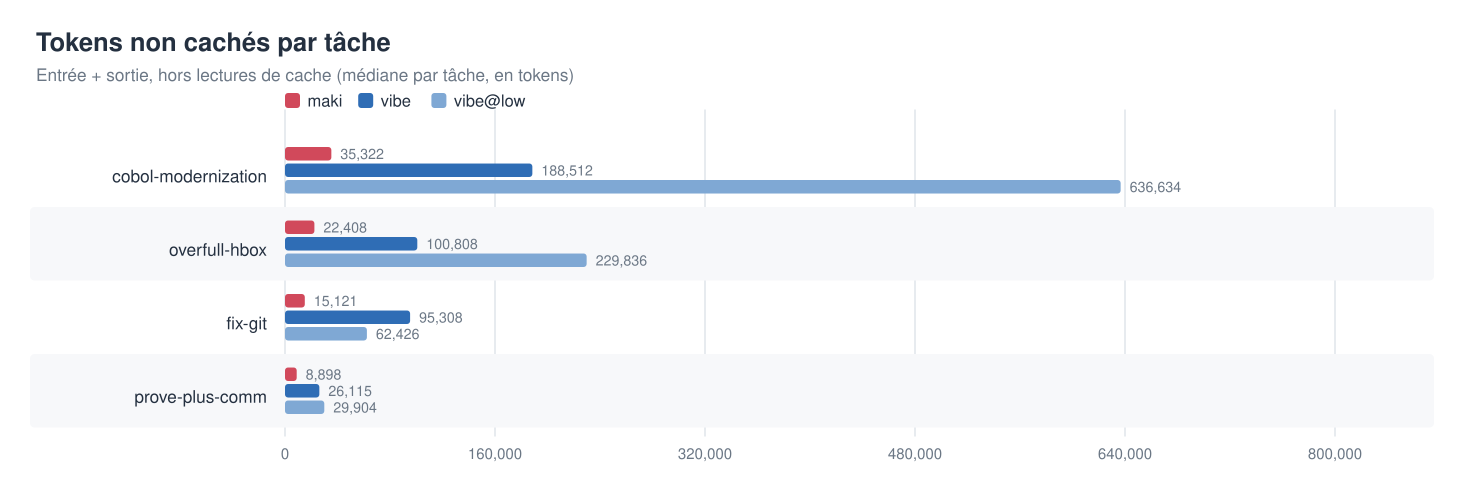 Tokens non cachés par tâche
Entrée + sortie, hors lectures de cache (médiane par tâche, en tokens)
maki vibe vibe@low
cobol-modernization
35,322
188,512
636,634
overfull-hbox
22,408
100,808
229,836
fix-git
15,121
95,308
62,426
prove-plus-comm
8,898
26,115
29,904
0 160,000 320,000 480,000 640,000 800,000